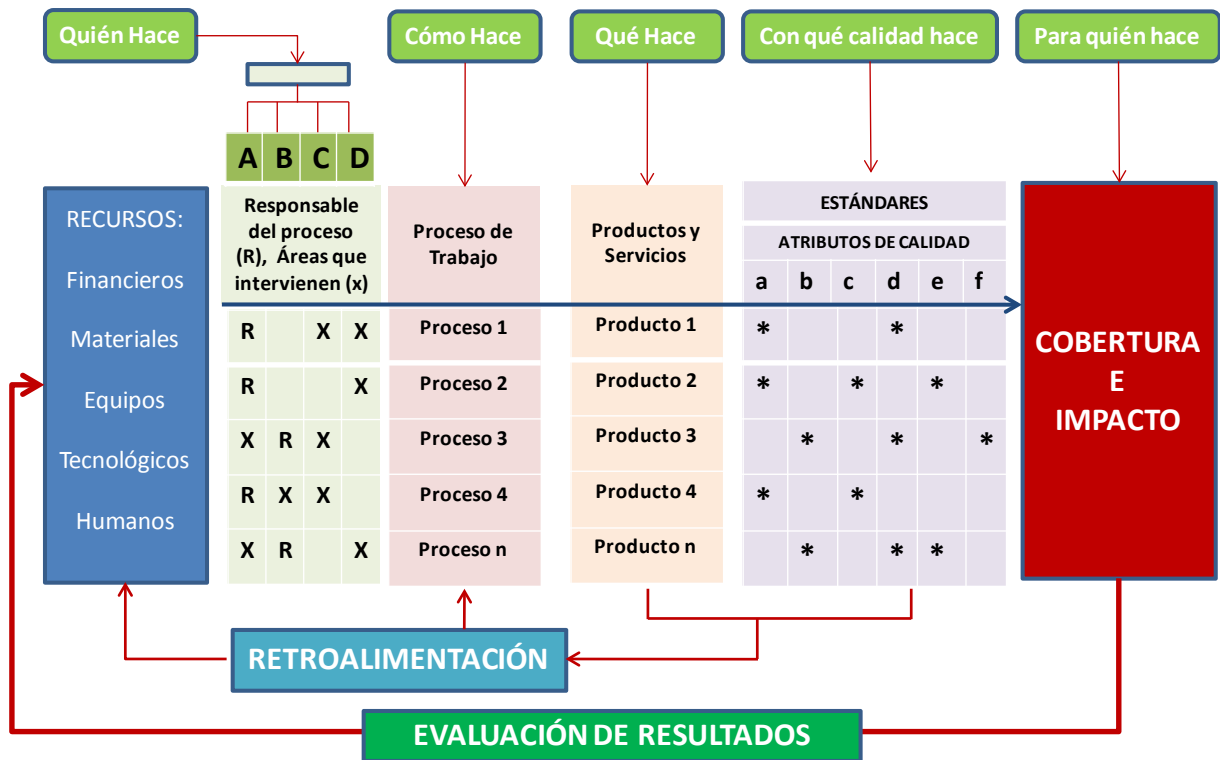 Quién Hace
Cómo Hace
Qué Hace
Con qué calidad hace
Para quién hace
A B C D
RECURSOS:
Financieros
Materiales
Equipos
Tecnológicos
Humanos
Responsable
del proceso
(R), Áreas que
intervienen (x)
Proceso de
Trabajo
Productos y
Servicios
ESTÁNDARES
ATRIBUTOS DE CALIDAD
a b c d e f
R X X Proceso 1 Producto 1 * *
R X Proceso 2 Producto 2 * * *
X R X Proceso 3 Producto 3 * * *
R X X Proceso 4 Producto 4 * *
X R X Proceso n Producto n * * *
COBERTURA
E
IMPACTO
RETROALIMENTACIÓN
EVALUACIÓN DE RESULTADOS